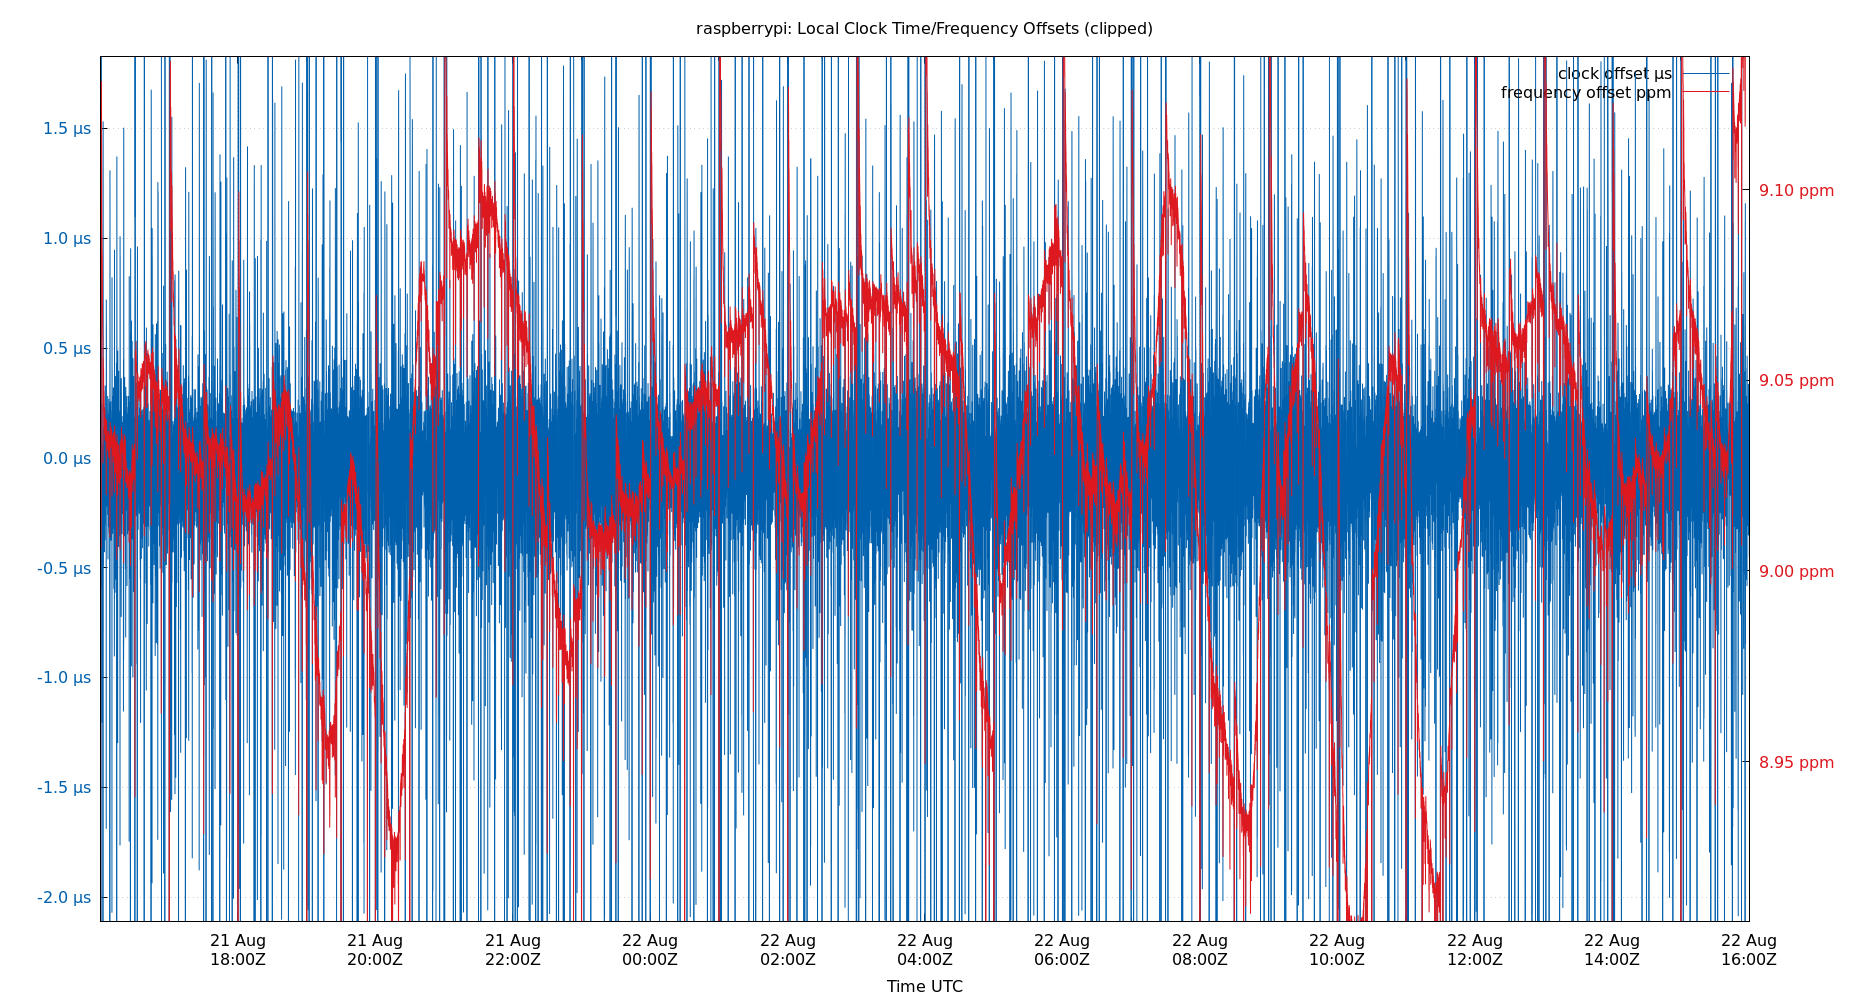 raspberrypi: Local Clock Time/Frequency Offsets (clipped)
clock offset µs
frequency offset ppm
1.5 µs
1.0 µs
0.5 µs
0.0 µs
-0.5 µs
-1.0 µs
-1.5 µs
-2.0 µs
9.10 ppm
9.05 ppm
9.00 ppm
8.95 ppm
21 Aug 21 Aug 21 Aug 22 Aug 22 Aug 22 Aug 22 Aug 22 Aug 22 Aug 22 Aug 22 Aug 22 Aug
18:00Z 20:00Z 22:00Z 00:00Z 02:00Z 04:00Z 06:00Z 08:00Z 10:00Z 12:00Z 14:00Z 16:00Z
Time UTC